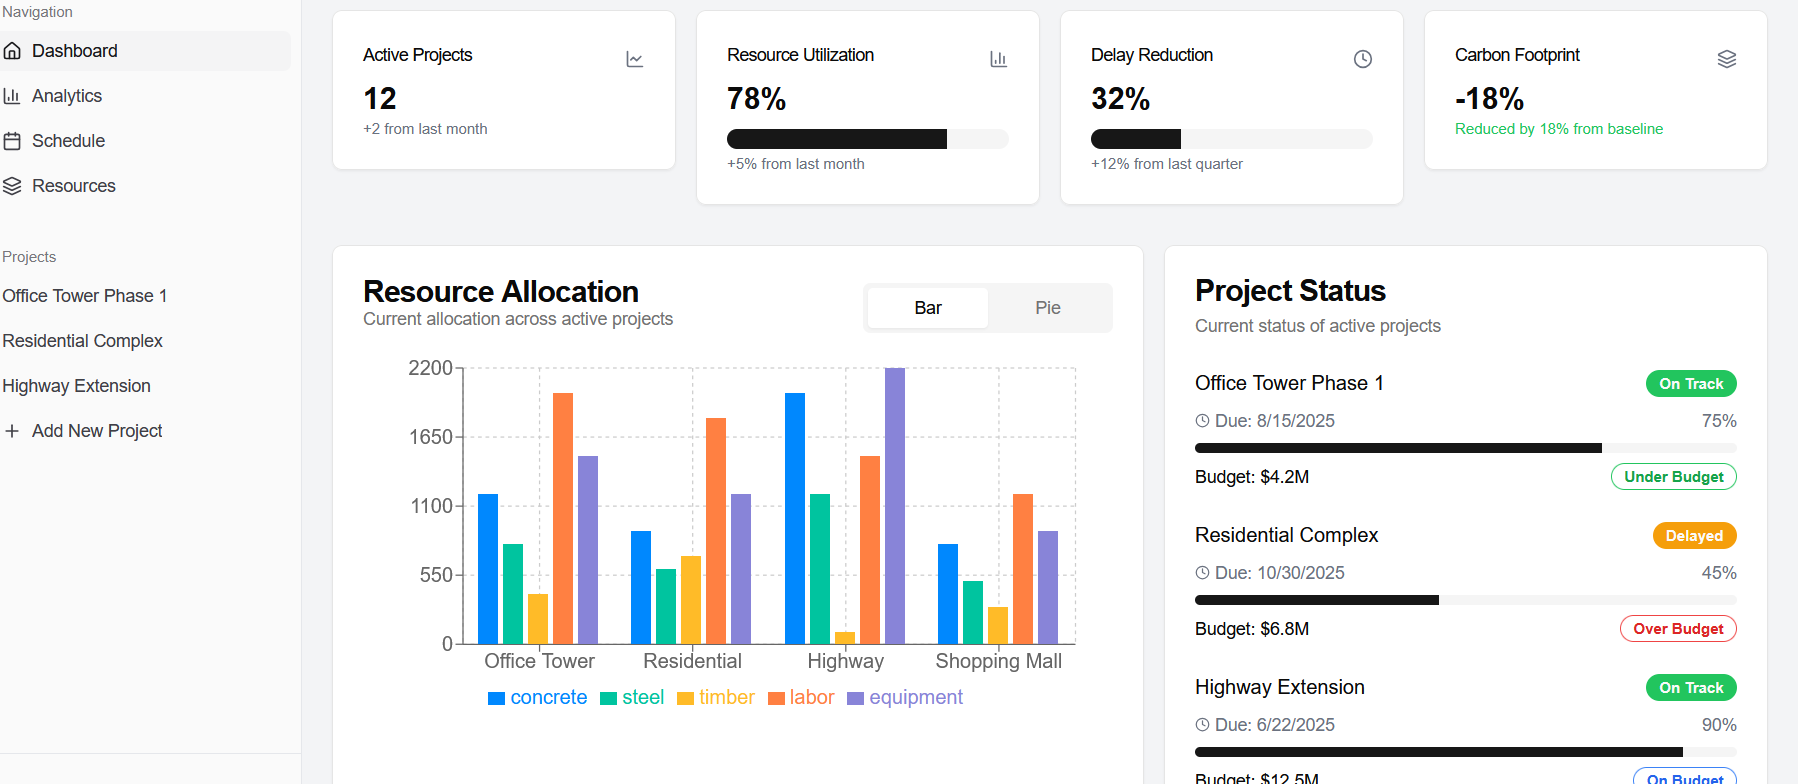 Navigation
Dashboard
Analytics
Schedule
Resources
Projects
Office Tower Phase 1
Residential Complex
Highway Extension
Add New Project
Active Projects
12
+2 from last month
Resource Utilization
78%
+5% from last month
Delay Reduction
32%
+12% from last quarter
Carbon Footprint
-18%
Reduced by 18% from baseline
Resource Allocation
Current allocation across active projects
Bar Pie
2200
1650
1100
550
0
Office Tower Residential Highway Shopping Mall
concrete steel timber labor equipment
Project Status
Current status of active projects
Office Tower Phase 1 On Track
Due: 8/15/2025 75%
Budget: $4.2M Under Budget
Residential Complex Delayed
Due: 10/30/2025 45%
Budget: $6.8M Over Budget
Highway Extension On Track
Due: 6/22/2025 90%
Budget: $12.5M On Budget